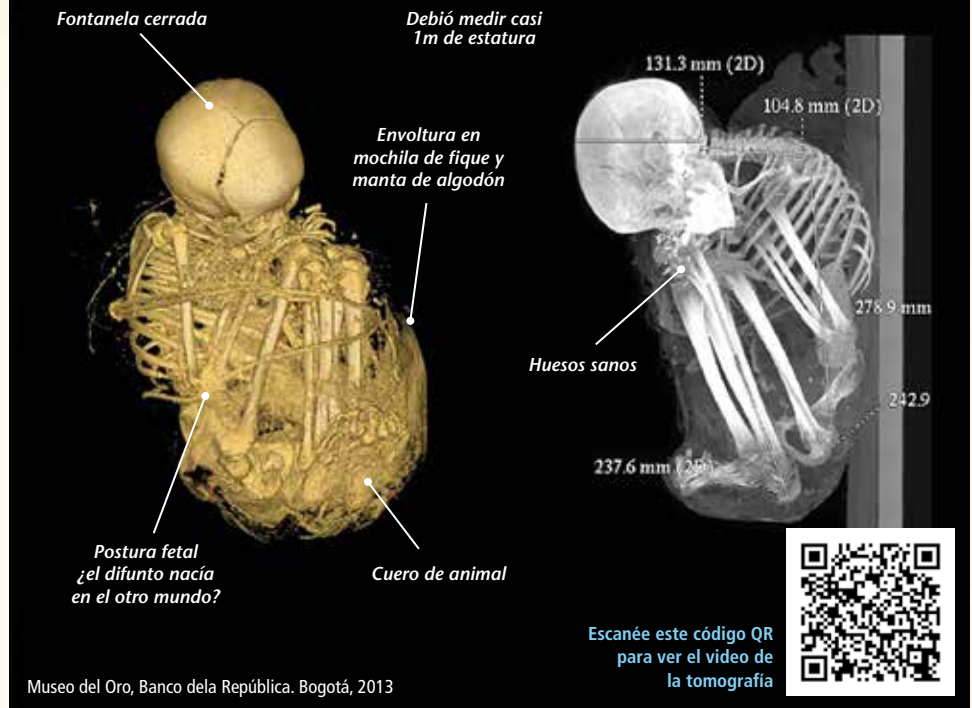 Fontanela cerrada
Debió medir casi
1m de estatura
131.3 mm (2D)
104.8 mm (2D)
Envoltura en
mochila de fique y
manta de algodón
278.9 mm
Huesos sanos
242.9
237.6 mm (2D)
Postura fetal
¿el difunto nacía
en el otro mundo?
Cuero de animal
Escanée este código QR
para ver el video de
la tomografía
Museo del Oro, Banco dela República. Bogotá, 2013